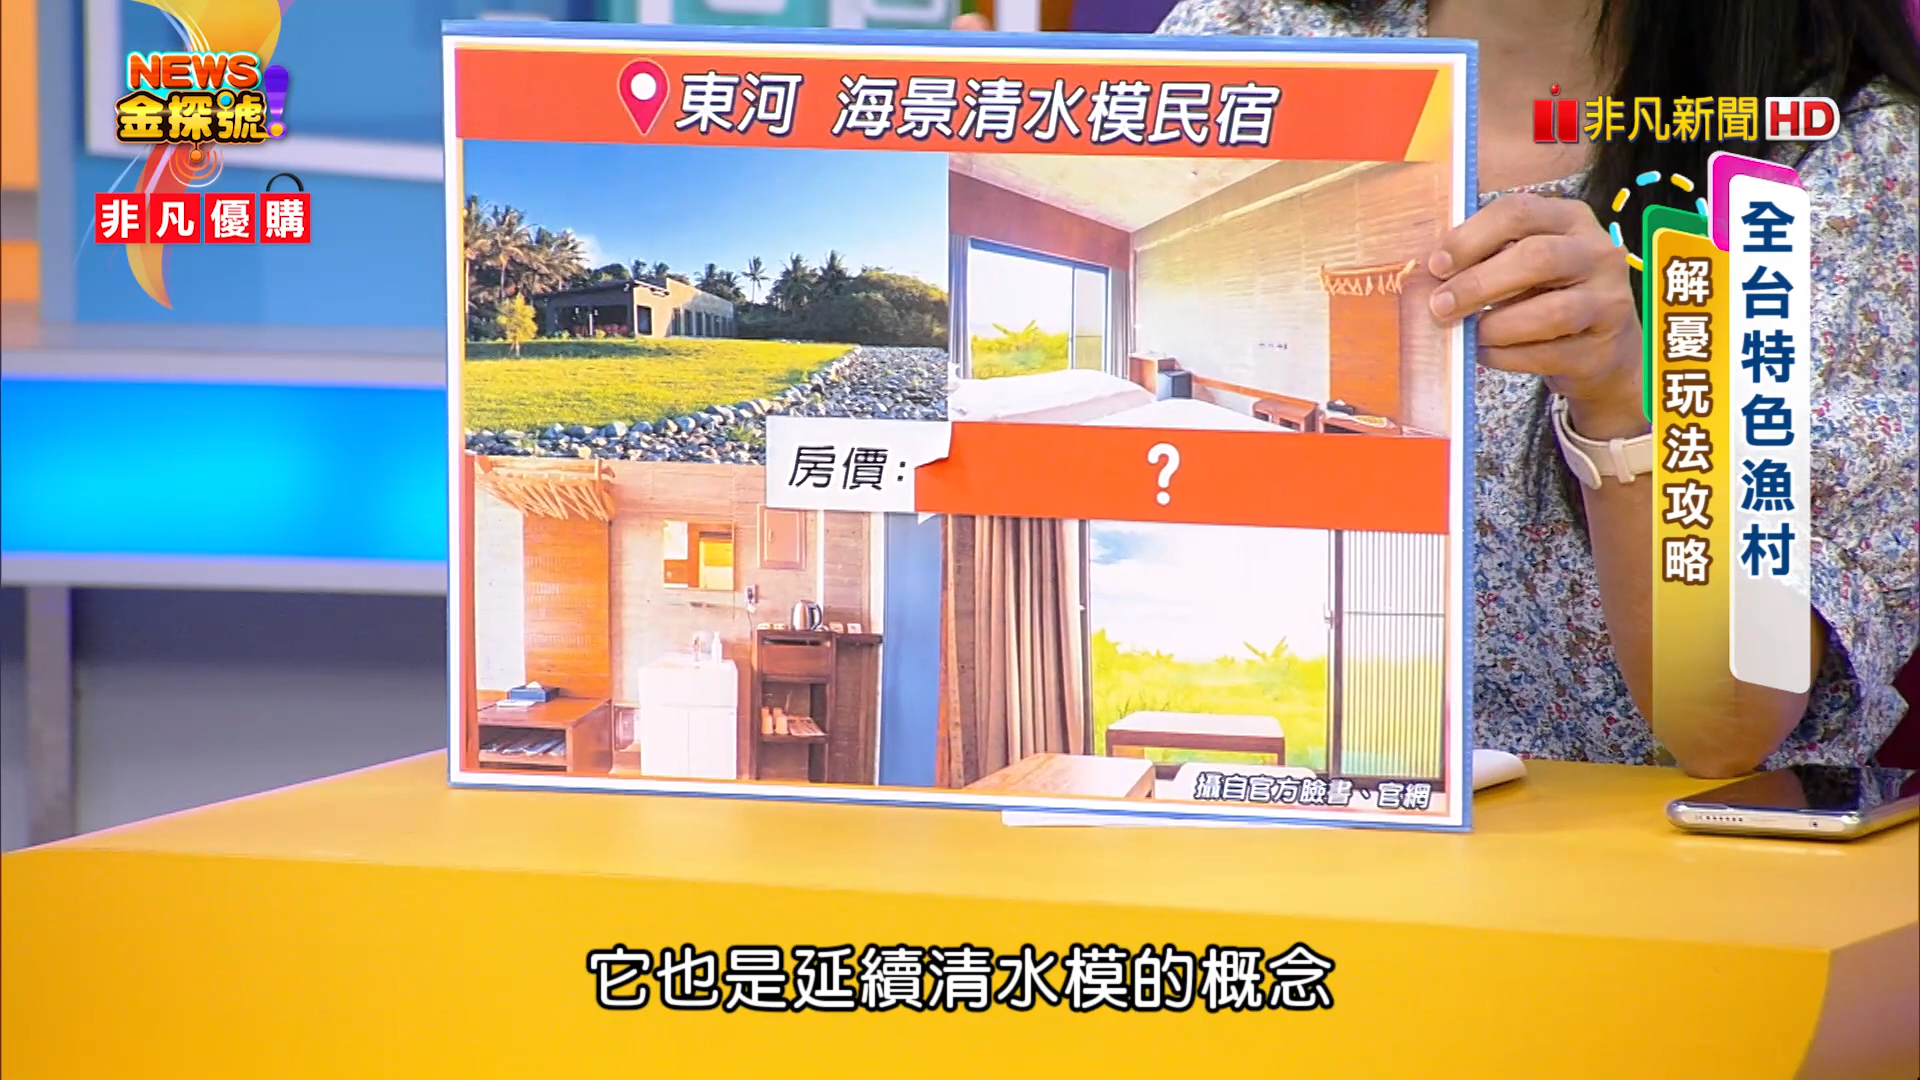 NEWS
金探號!
非凡優購
東河 海景清水模民宿
房價:
?
攝自官方臉書、官網
非凡新聞HD
全台特色漁村
解憂玩法攻略
它也是延續清水模的概念